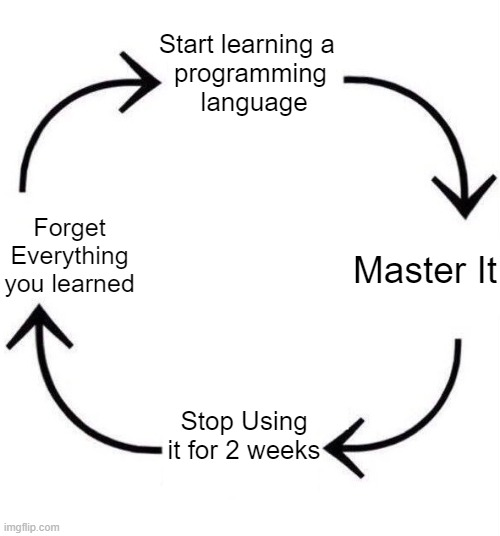 Start learning a
programming
language
Master It
Stop Using
it for 2 weeks
Forget
Everything
you learned
imgflip.com